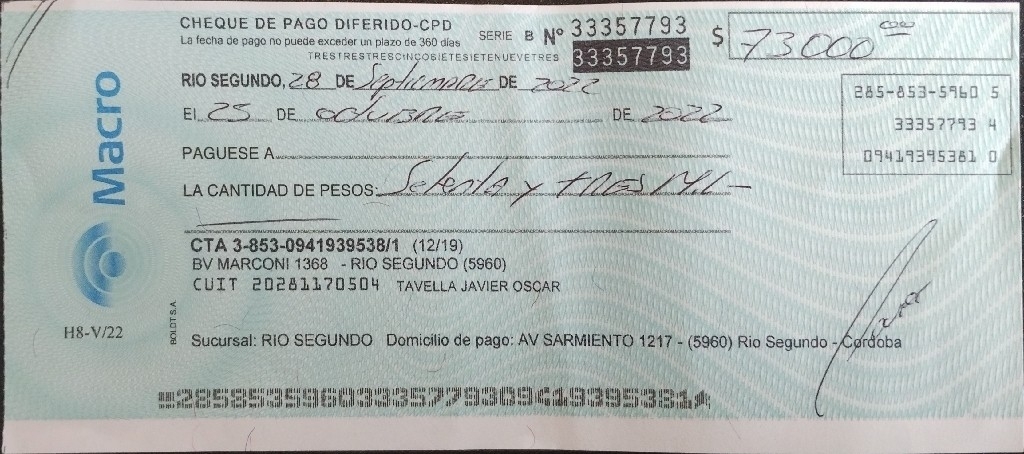 CHEQUE DE PAGO DIFERIDO-CPD
La fecha de pago no puede exceder un plazo de 360 días
SERIE B Nº 33357793
33357793
TRESTRESTRESCINCOSIETESIETENUEVETRES
$ 73000
RIO SEGUNDO, 28 DE Septiembre DE 2022
El 25 DE octubre DE 2022
285-853-5960 5
33357793 4
09419395381 0
PAGUESE A
LA CANTIDAD DE PESOS: Setenta y tres Mil
CTA 3-853-0941939538/1 (12/19)
BV MARCONI 1368 - RIO SEGUNDO (5960)
CUIT 20281170504 TAVELLA JAVIER OSCAR
Sucursal: RIO SEGUNDO Domicilio de pago: AV SARMIENTO 1217 - (5960) Rio Segundo - Cordoba
Macro
H8-V/22
BOLDT S.A.
285853596033357793094193953814